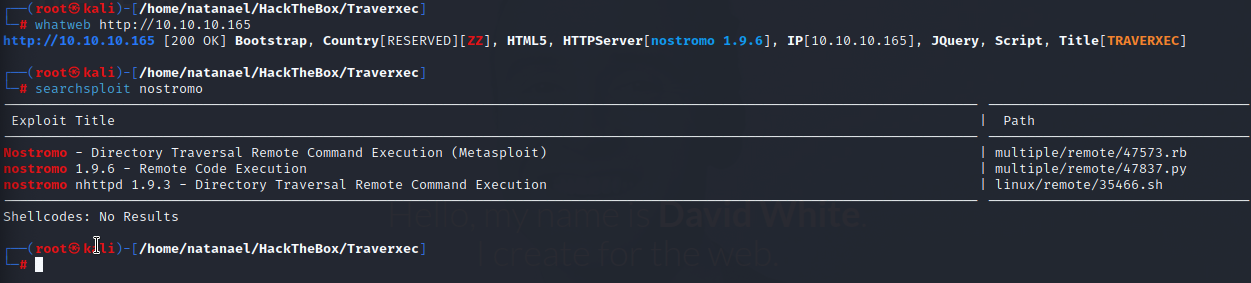 ┌──(root㉿kali)-[/home/natanael/HackTheBox/Traverxec]
└─# whatweb http://10.10.10.165
http://10.10.10.165 [200 OK] Bootstrap, Country[RESERVED][ZZ], HTML5, HTTPServer[nostromo 1.9.6], IP[10.10.10.165], JQuery, Script, Title[TRAVERXEC]
┌──(root㉿kali)-[/home/natanael/HackTheBox/Traverxec]
└─# searchsploit nostromo
Exploit Title | Path
Nostromo - Directory Traversal Remote Command Execution (Metasploit) | multiple/remote/47573.rb
nostromo 1.9.6 - Remote Code Execution | multiple/remote/47837.py
nostromo nhttpd 1.9.3 - Directory Traversal Remote Command Execution | linux/remote/35466.sh
Shellcodes: No Results
Hello, my name is David White.
┌──(root㉿kali)-[/home/natanael/HackTheBox/Traverxec]
I create for the web
└─#